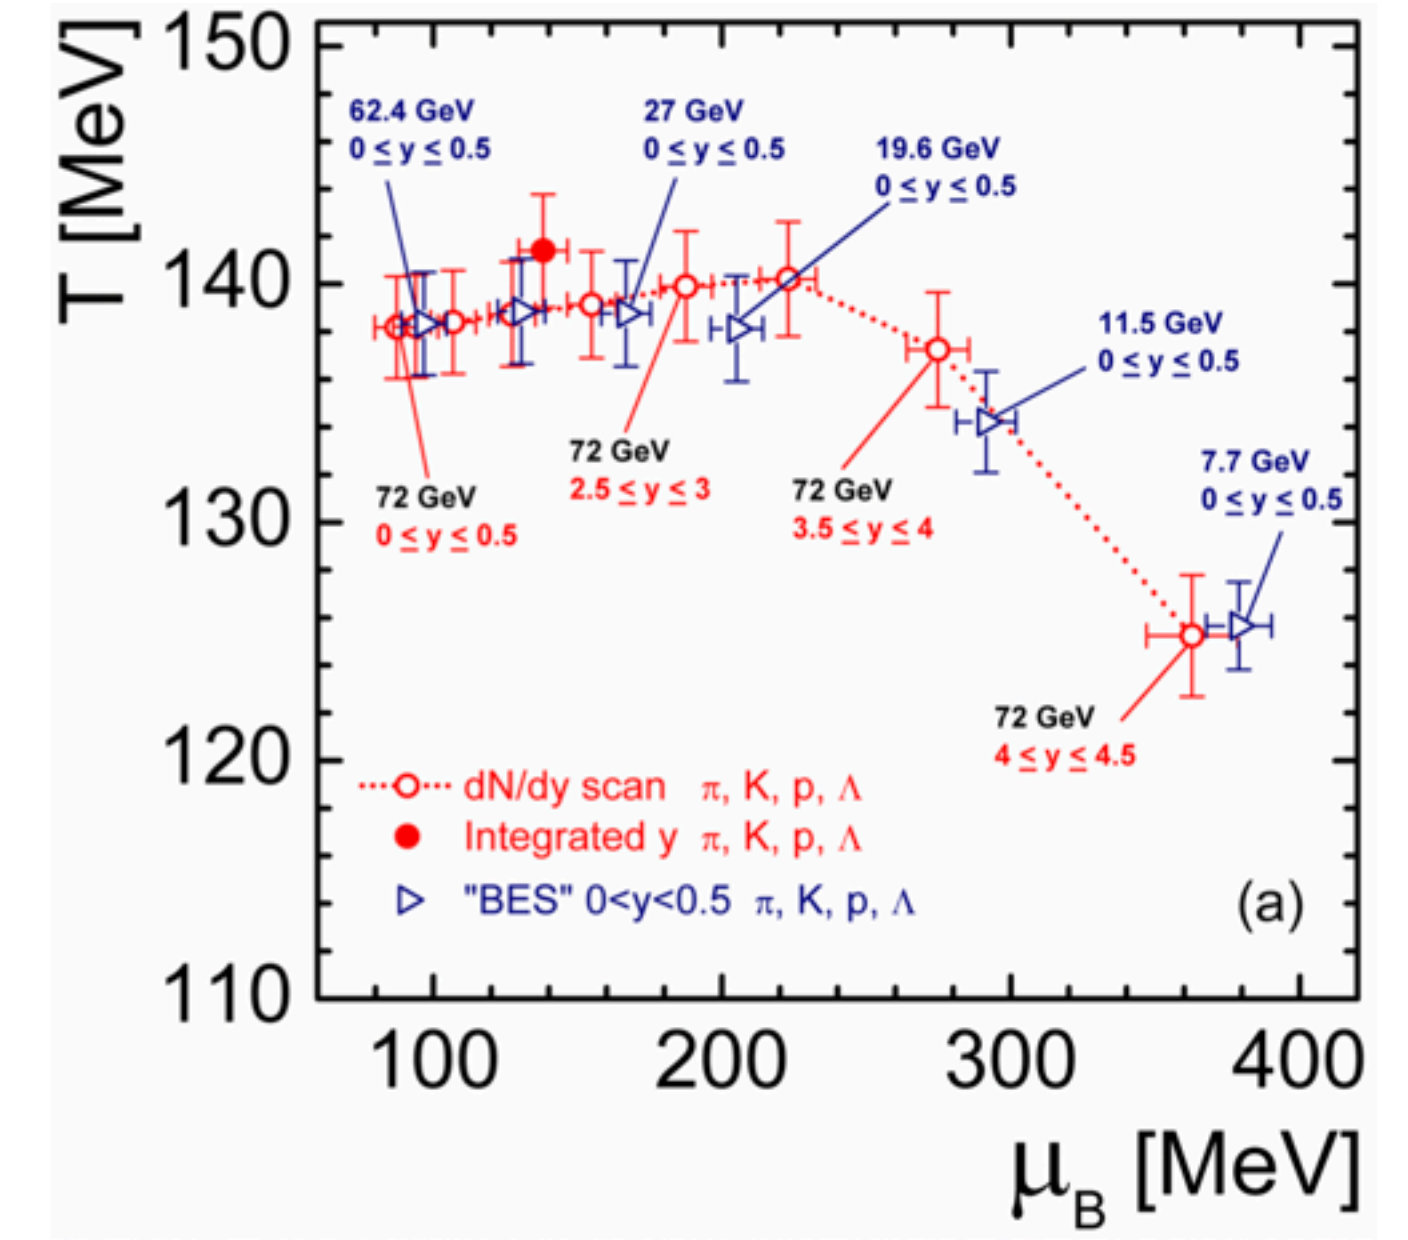 T [MeV]
150
140
130
120
110
62.4 GeV
0 ≤ y ≤ 0.5
27 GeV
0 ≤ y ≤ 0.5
19.6 GeV
0 ≤ y ≤ 0.5
11.5 GeV
0 ≤ y ≤ 0.5
7.7 GeV
0 ≤ y ≤ 0.5
72 GeV
0 ≤ y ≤ 0.5
72 GeV
2.5 ≤ y ≤ 3
72 GeV
3.5 ≤ y ≤ 4
72 GeV
4 ≤ y ≤ 4.5
dN/dy scan π, K, p, Λ
Integrated y π, K, p, Λ
"BES" 0<y<0.5 π, K, p, Λ
(a)
100 200 300 400
μB [MeV]